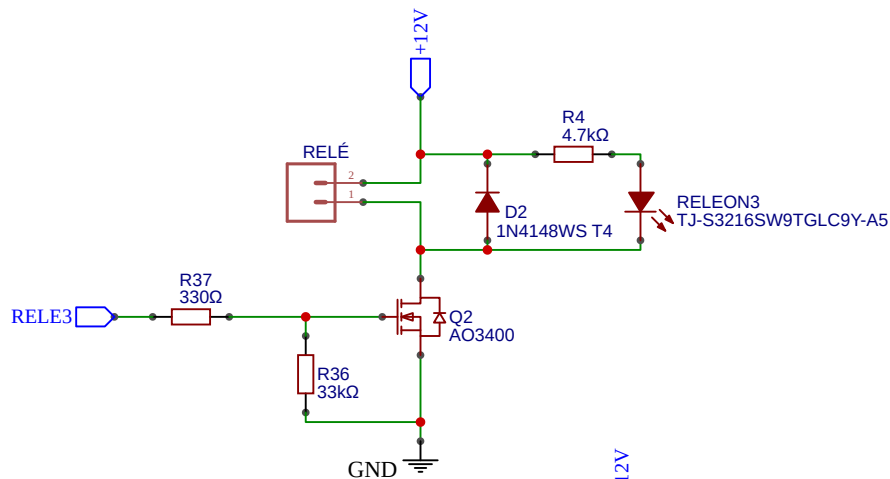 +12V
R4
4.7kΩ
RELÉ
2
1
D2
1N4148WS T4
RELEON3
TJ-S3216SW9TGLC9Y-A5
R37
330Ω
RELE3
Q2
AO3400
R36
33kΩ
GND
12V